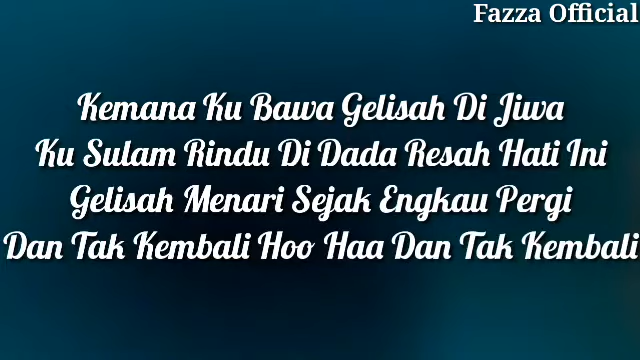 Fazza Official
Kemana Ku Bawa Gelisah Di Jiwa
Ku Sulam Rindu Di Dada Resah Hati Ini
Gelisah Menari Sejak Engkau Pergi
Dan Tak Kembali Hoo Haa Dan Tak Kembali